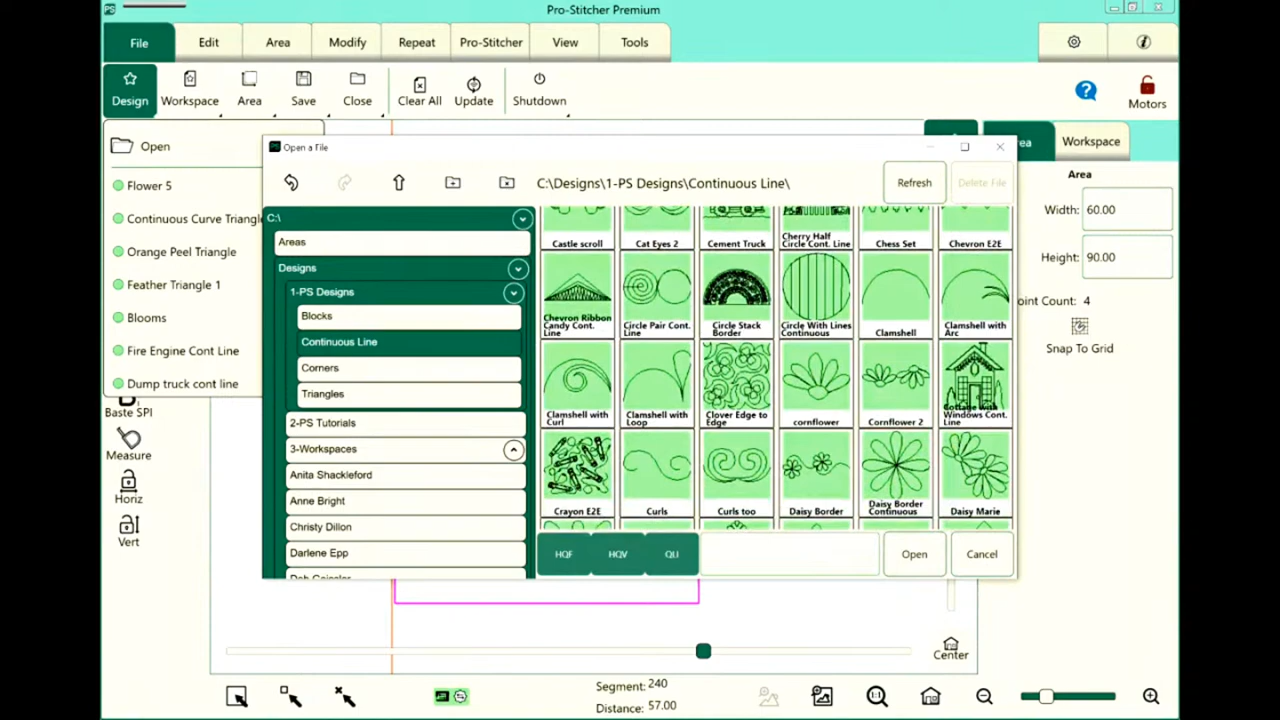 Pro-Stitcher Premium
File Edit Area Modify Repeat Pro-Stitcher View Tools
Design Workspace Area Save Close Clear All Update Shutdown
Motors
Open
Flower 5
Continuous Curve Triangl
Orange Peel Triangle
Feather Triangle 1
Blooms
Fire Engine Cont Line
Dump truck cont line
Baste SPI
Measure
Horiz
Vert
Open a File
C:\Designs\1-PS Designs\Continuous Line\
Refresh
Delete File
C:\
Areas
Designs
1-PS Designs
Blocks
Continuous Line
Corners
Triangles
2-PS Tutorials
3-Workspaces
Anita Shackleford
Anne Bright
Christy Dillon
Darlene Epp
Castle scroll
Cat Eyes 2
Cement Truck
Cherry Half
Circle Cont. Line
Chess Set
Chevron E2E
Chevron Ribbon
Candy Cont.
Line
Circle Pair Cont.
Line
Circle Stack
Border
Circle With Lines
Continuous
Clamshell
Clamshell with
Arc
Clamshell with
Curl
Clamshell with
Loop
Clover Edge to
Edge
cornflower
Cornflower 2
Cottage with
Windows Cont.
Line
Crayon E2E
Curls
Curls too
Daisy Border
Daisy Border
Continuous
Daisy Marie
HQF HQV QLI
Open
Cancel
ea
Workspace
Area
Width: 60.00
Height: 90.00
oint Count: 4
Snap To Grid
Center
Segment: 240
Distance: 57.00